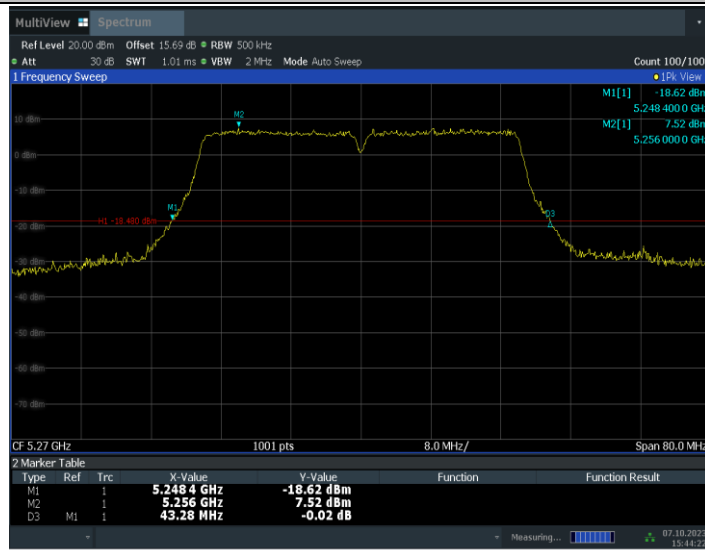 MultiView Spectrum
Ref Level 20.00 dBm Offset 15.69 dB RBW 500 kHz
Att 30 dB SWT 1.01 ms VBW 2 MHz Mode Auto Sweep Count 100/100
1 Frequency Sweep 1Pk View
M1[1] -18.62 dBm
5.248 400 0 GHz
M2[1] 7.52 dBm
5.256 000 0 GHz
M2
10 dBm
0 dBm
-10 dBm
M1
H1 -18.480 dBm
D3
-20 dBm
-30 dBm
-40 dBm
-50 dBm
-60 dBm
-70 dBm
CF 5.27 GHz 1001 pts 8.0 MHz/ Span 80.0 MHz
2 Marker Table
Type Ref Trc X-Value Y-Value Function Function Result
M1 1 5.248 4 GHz -18.62 dBm
M2 1 5.256 GHz 7.52 dBm
D3 M1 1 43.28 MHz -0.02 dB
Measuring... 07.10.2023
15:44:22